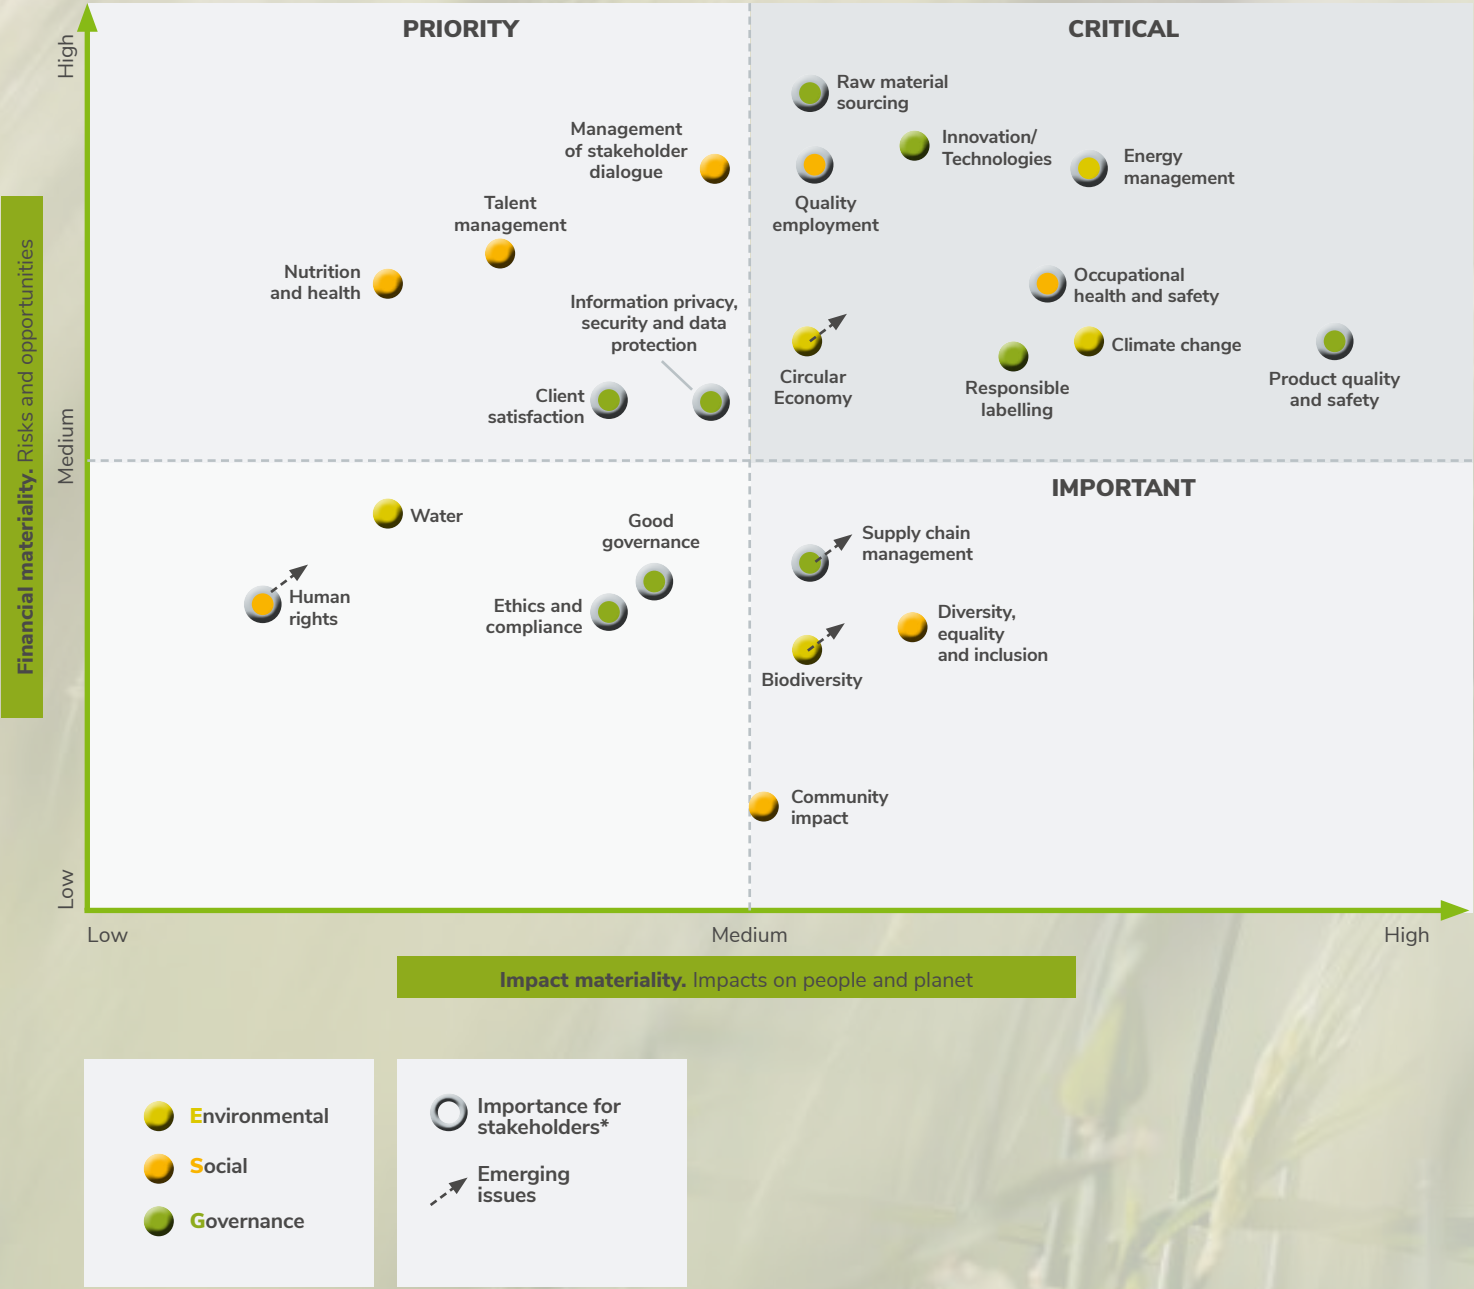 PRIORITY
CRITICAL
High
Medium
Low
Financial materiality. Risks and opportunities
Raw material
sourcing
Management
of stakeholder
dialogue
Innovation/
Technologies
Energy
management
Quality
employment
Talent
management
Nutrition
and health
Information privacy,
security and data
protection
Occupational
health and safety
Circular
Economy
Climate change
Responsible
labelling
Product quality
and safety
Client
satisfaction
IMPORTANT
Water
Good
governance
Supply chain
management
Human
rights
Ethics and
compliance
Diversity,
equality
and inclusion
Biodiversity
Community
impact
Low
Medium
High
Impact materiality. Impacts on people and planet
Environmental
Social
Governance
Importance for
stakeholders*
Emerging
issues